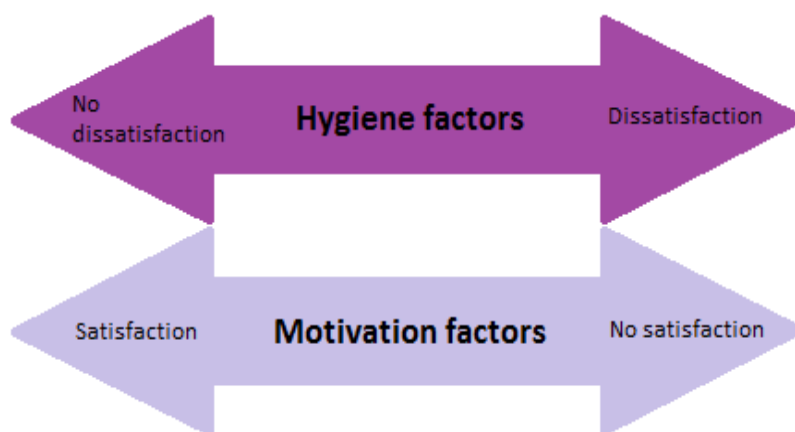 No
dissatisfaction
Hygiene factors
Dissatisfaction
Satisfaction
Motivation factors
No satisfaction